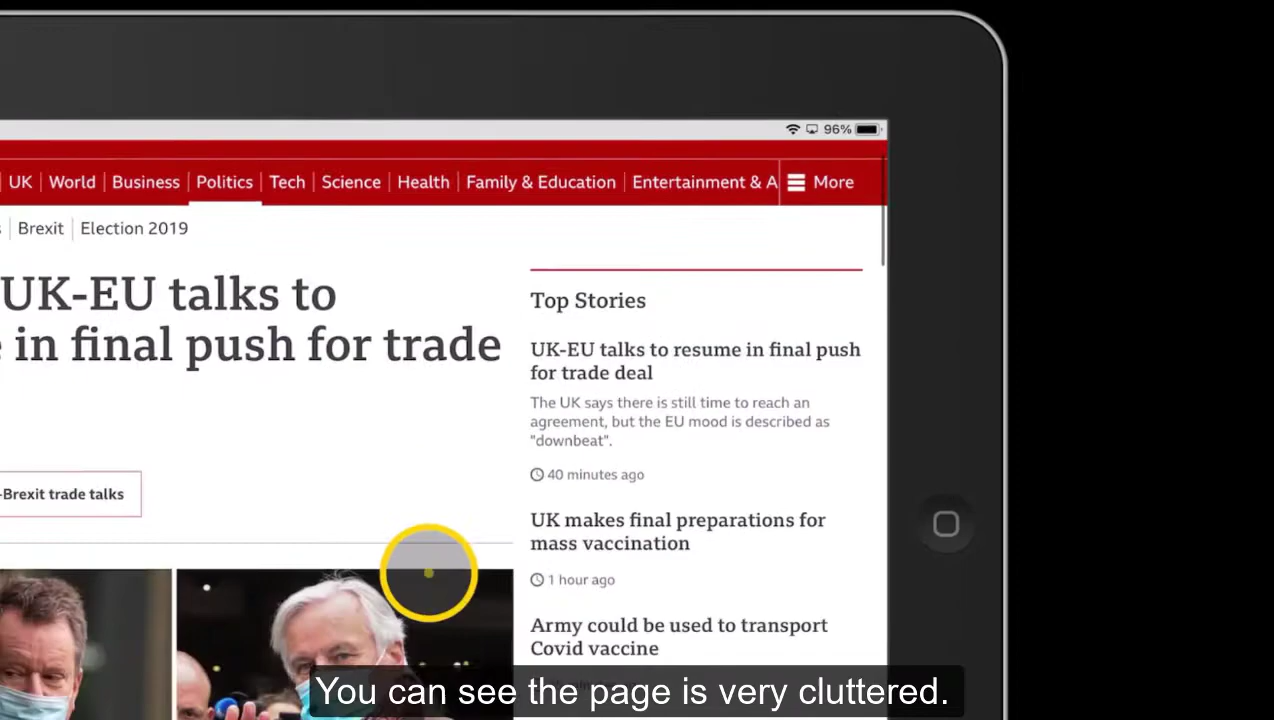 96%
UK World Business Politics Tech Science Health Family & Education Entertainment & A More
Brexit Election 2019
UK-EU talks to
in final push for trade
-Brexit trade talks
Top Stories
UK-EU talks to resume in final push
for trade deal
The UK says there is still time to reach an
agreement, but the EU mood is described as
"downbeat".
40 minutes ago
UK makes final preparations for
mass vaccination
1 hour ago
Army could be used to transport
Covid vaccine
You can see the page is very cluttered.